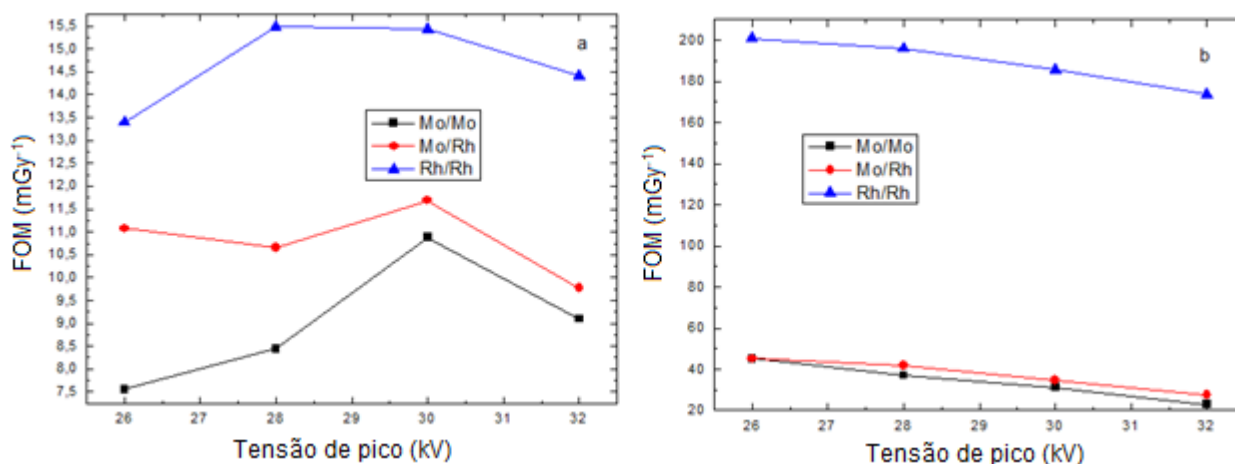 15,5
15,0
14,5
14,0
13,5
13,0
12,5
12,0
11,5
11,0
10,5
10,0
9,5
9,0
8,5
8,0
7,5
FOM (mGy⁻¹)
a
Mo/Mo
Mo/Rh
Rh/Rh
26 27 28 29 30 31 32
Tensão de pico (kV)
200
180
160
140
120
100
80
60
40
20
FOM (mGy⁻¹)
b
Mo/Mo
Mo/Rh
Rh/Rh
26 27 28 29 30 31 32
Tensão de pico (kV)